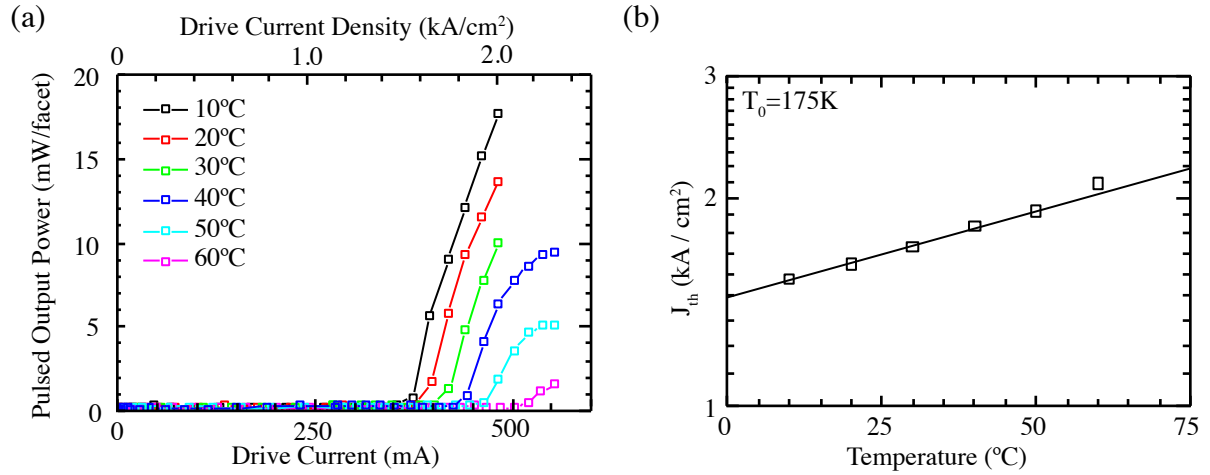 (a)
Drive Current Density (kA/cm²)
0 1.0 2.0
20
15
10
5
0
Pulsed Output Power (mW/facet)
10ºC
20ºC
30ºC
40ºC
50ºC
60ºC
0 250 500
Drive Current (mA)
(b)
T₀=175K
3
2
1
Jₜₕ (kA / cm²)
0 25 50 75
Temperature (ºC)